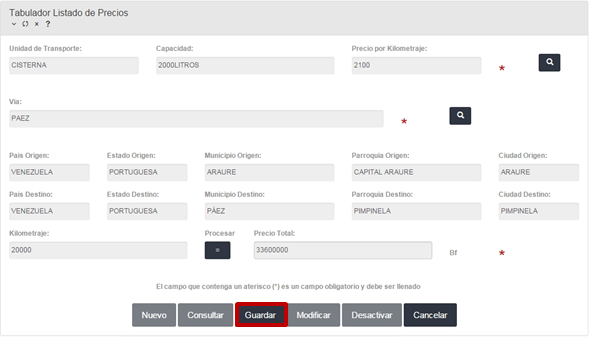 Tabulador Listado de Precios
Unidad de Transporte: Capacidad: Precio por Kilometraje:
CISTERNA 2000LITROS 2100 *
Via:
PAEZ *
País Origen: Estado Origen: Municipio Origen: Parroquia Origen: Ciudad Origen:
VENEZUELA PORTUGUESA ARAURE CAPITAL ARAURE ARAURE
País Destino: Estado Destino: Municipio Destino: Parroquia Destino: Ciudad Destino:
VENEZUELA PORTUGUESA PÁEZ PIMPINELA PIMPINELA
Kilometraje: Procesar Precio Total:
20000 = 33600000 Bf *
El campo que contenga un aterisco (*) es un campo obligatorio y debe ser llenado
Nuevo Consultar Guardar Modificar Desactivar Cancelar